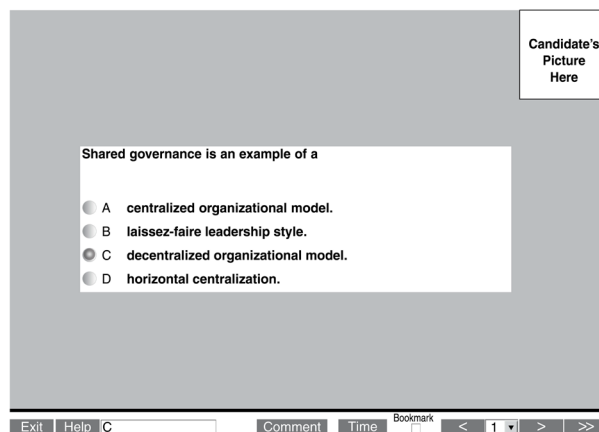 Candidate's
Picture
Here
Shared governance is an example of a
A centralized organizational model.
B laissez-faire leadership style.
C decentralized organizational model.
D horizontal centralization.
Exit Help C Comment Time Bookmark < 1 > >>